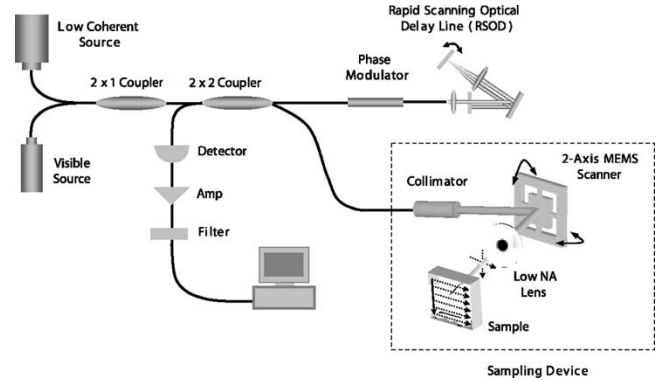 Low Coherent
Source
Rapid Scanning Optical
Delay Line (RSOD)
Phase
Modulator
2 x 1 Coupler
2 x 2 Coupler
Visible
Source
Detector
Amp
Filter
Collimator
2-Axis MEMS
Scanner
Low NA
Lens
Sample
Sampling Device